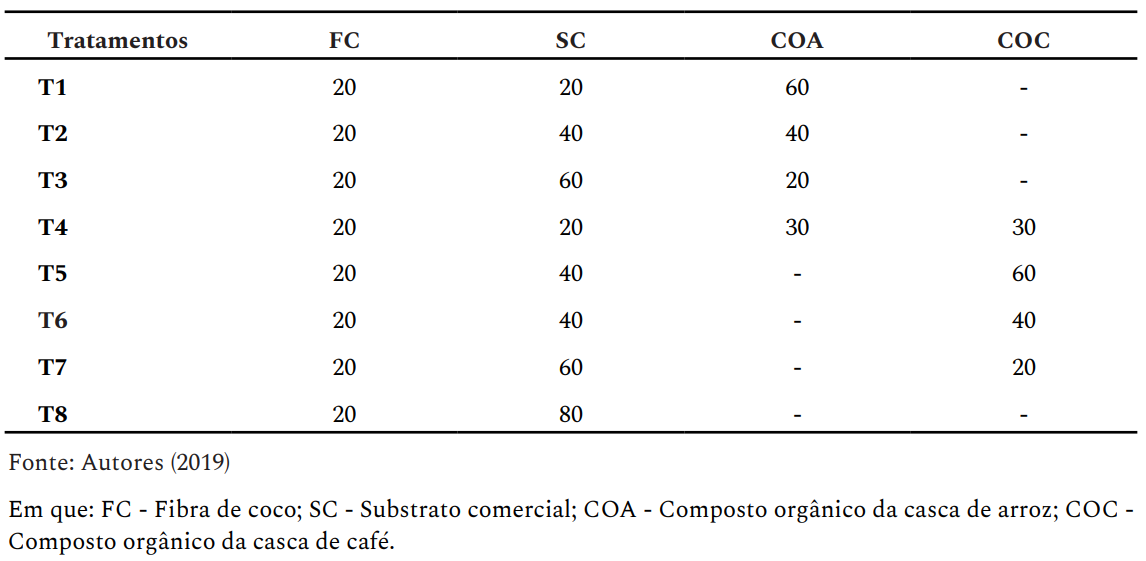 Tratamentos FC SC COA COC
T1 20 20 60 -
T2 20 40 40 -
T3 20 60 20 -
T4 20 20 30 30
T5 20 40 - 60
T6 20 40 - 40
T7 20 60 - 20
T8 20 80 - -
Fonte: Autores (2019)
Em que: FC - Fibra de coco; SC - Substrato comercial; COA - Composto orgânico da casca de arroz; COC -
Composto orgânico da casca de café.